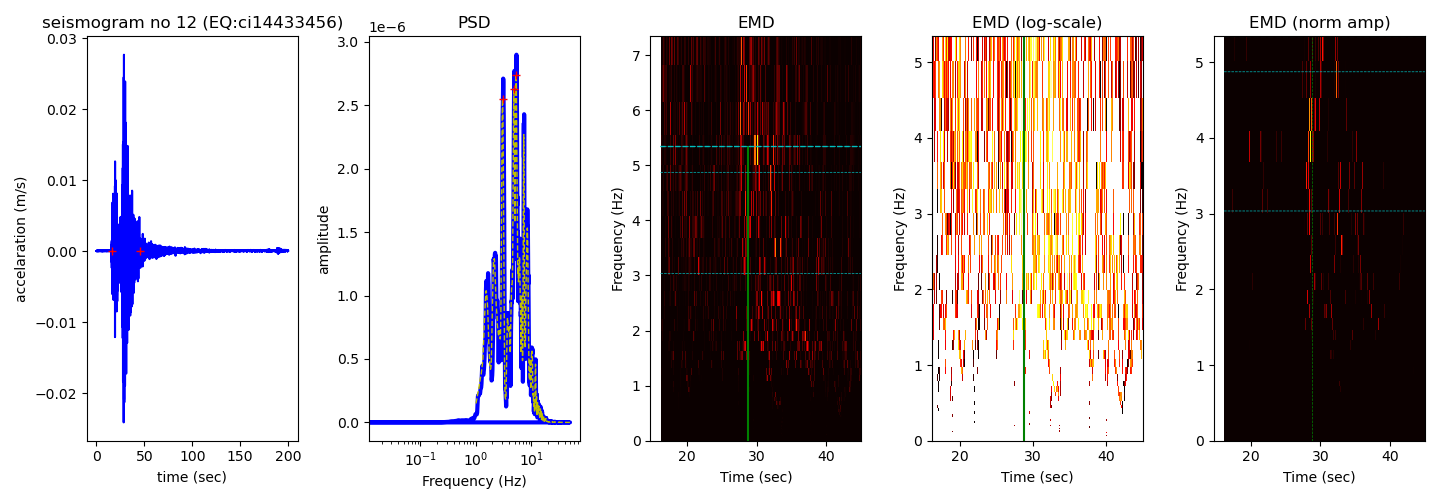 seismogram no 12 (EQ:ci14433456)
0.03
0.02
0.01
0.00
−0.01
−0.02
accelaration (m/s)
0 50 100 150 200
time (sec)
PSD
1e−6
3.0
2.5
2.0
1.5
1.0
0.5
0.0
amplitude
10−1 100 101
Frequency (Hz)
EMD
7
6
5
4
3
2
1
0
Frequency (Hz)
20 30 40
Time (sec)
EMD (log-scale)
5
4
3
2
1
0
Frequency (Hz)
20 30 40
Time (sec)
EMD (norm amp)
5
4
3
2
1
0
Frequency (Hz)
20 30 40
Time (sec)